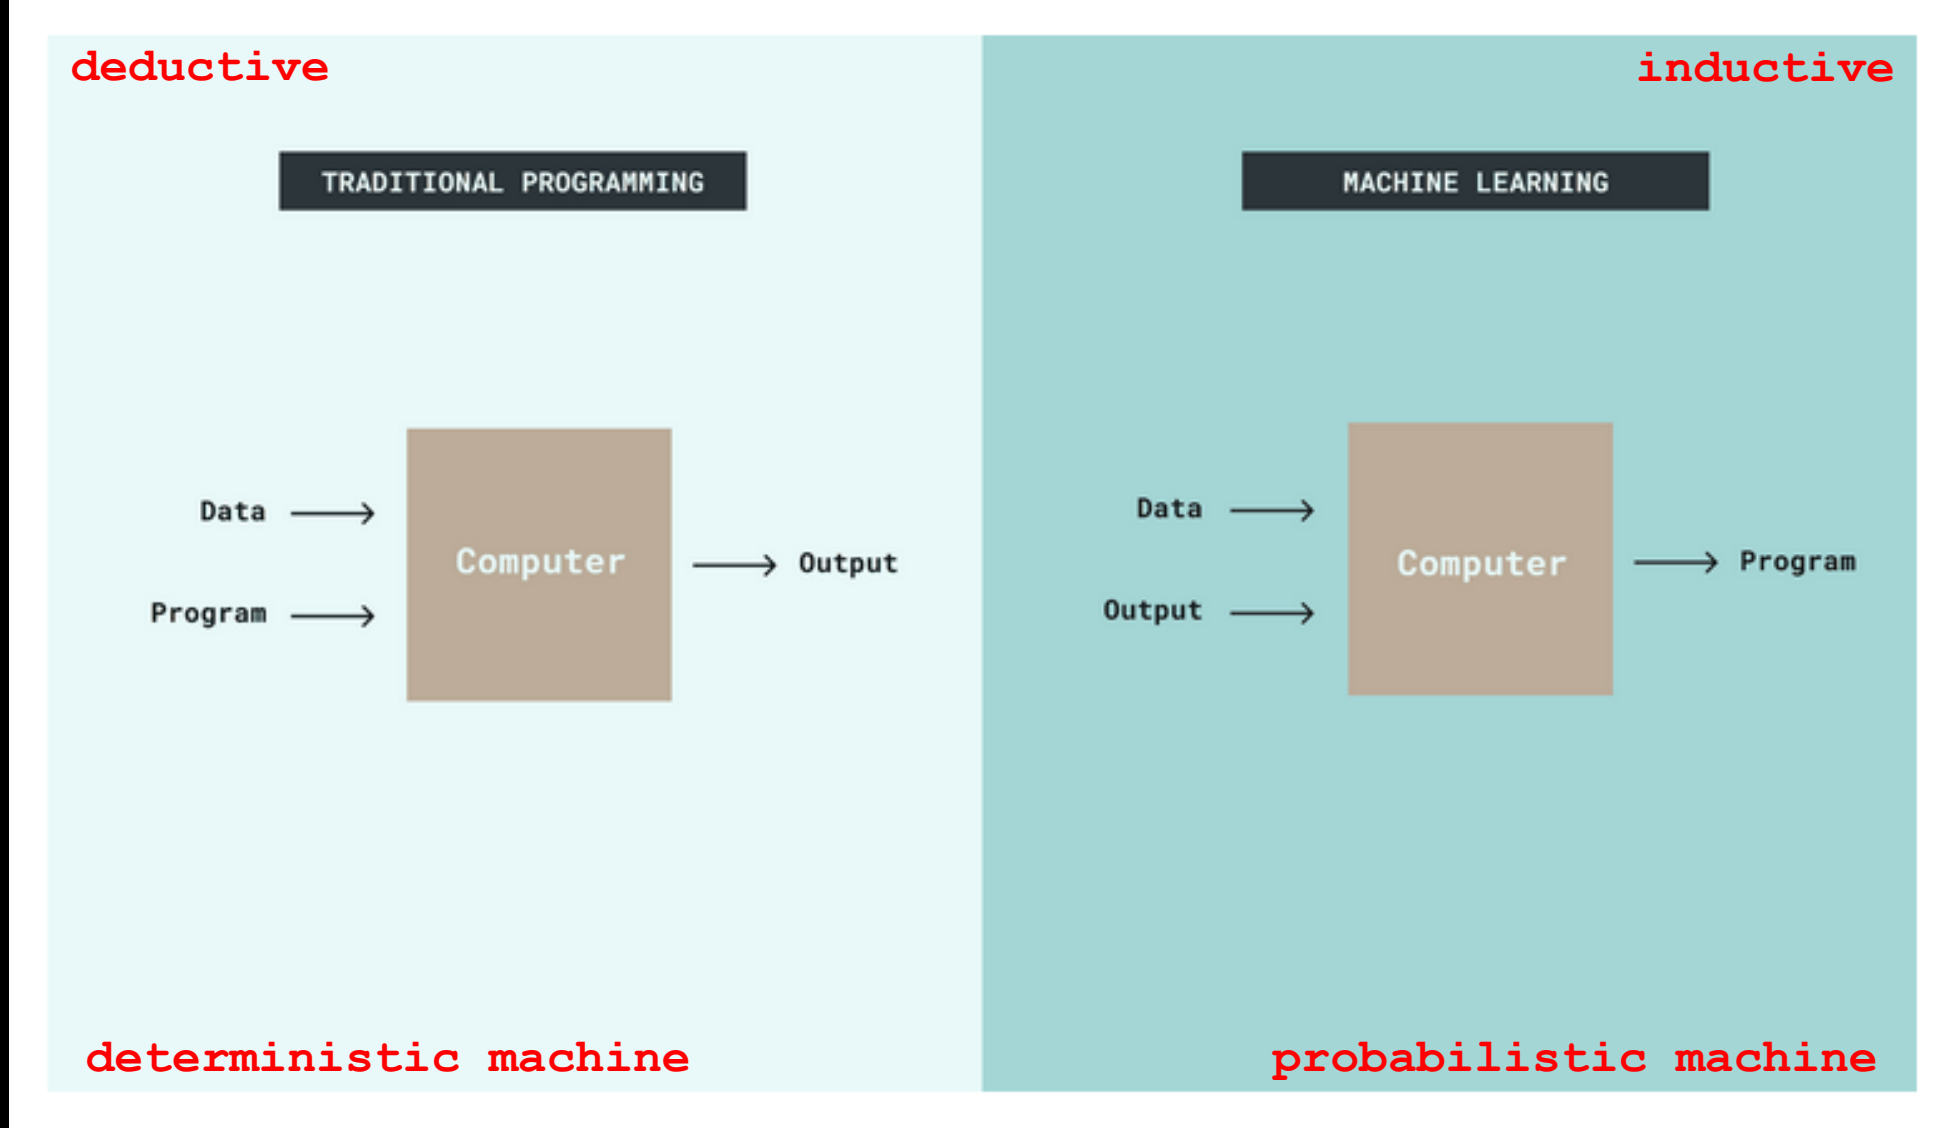 deductive
TRADITIONAL PROGRAMMING
Data
Program
Computer
Output
deterministic machine
inductive
MACHINE LEARNING
Data
Output
Computer
Program
probabilistic machine